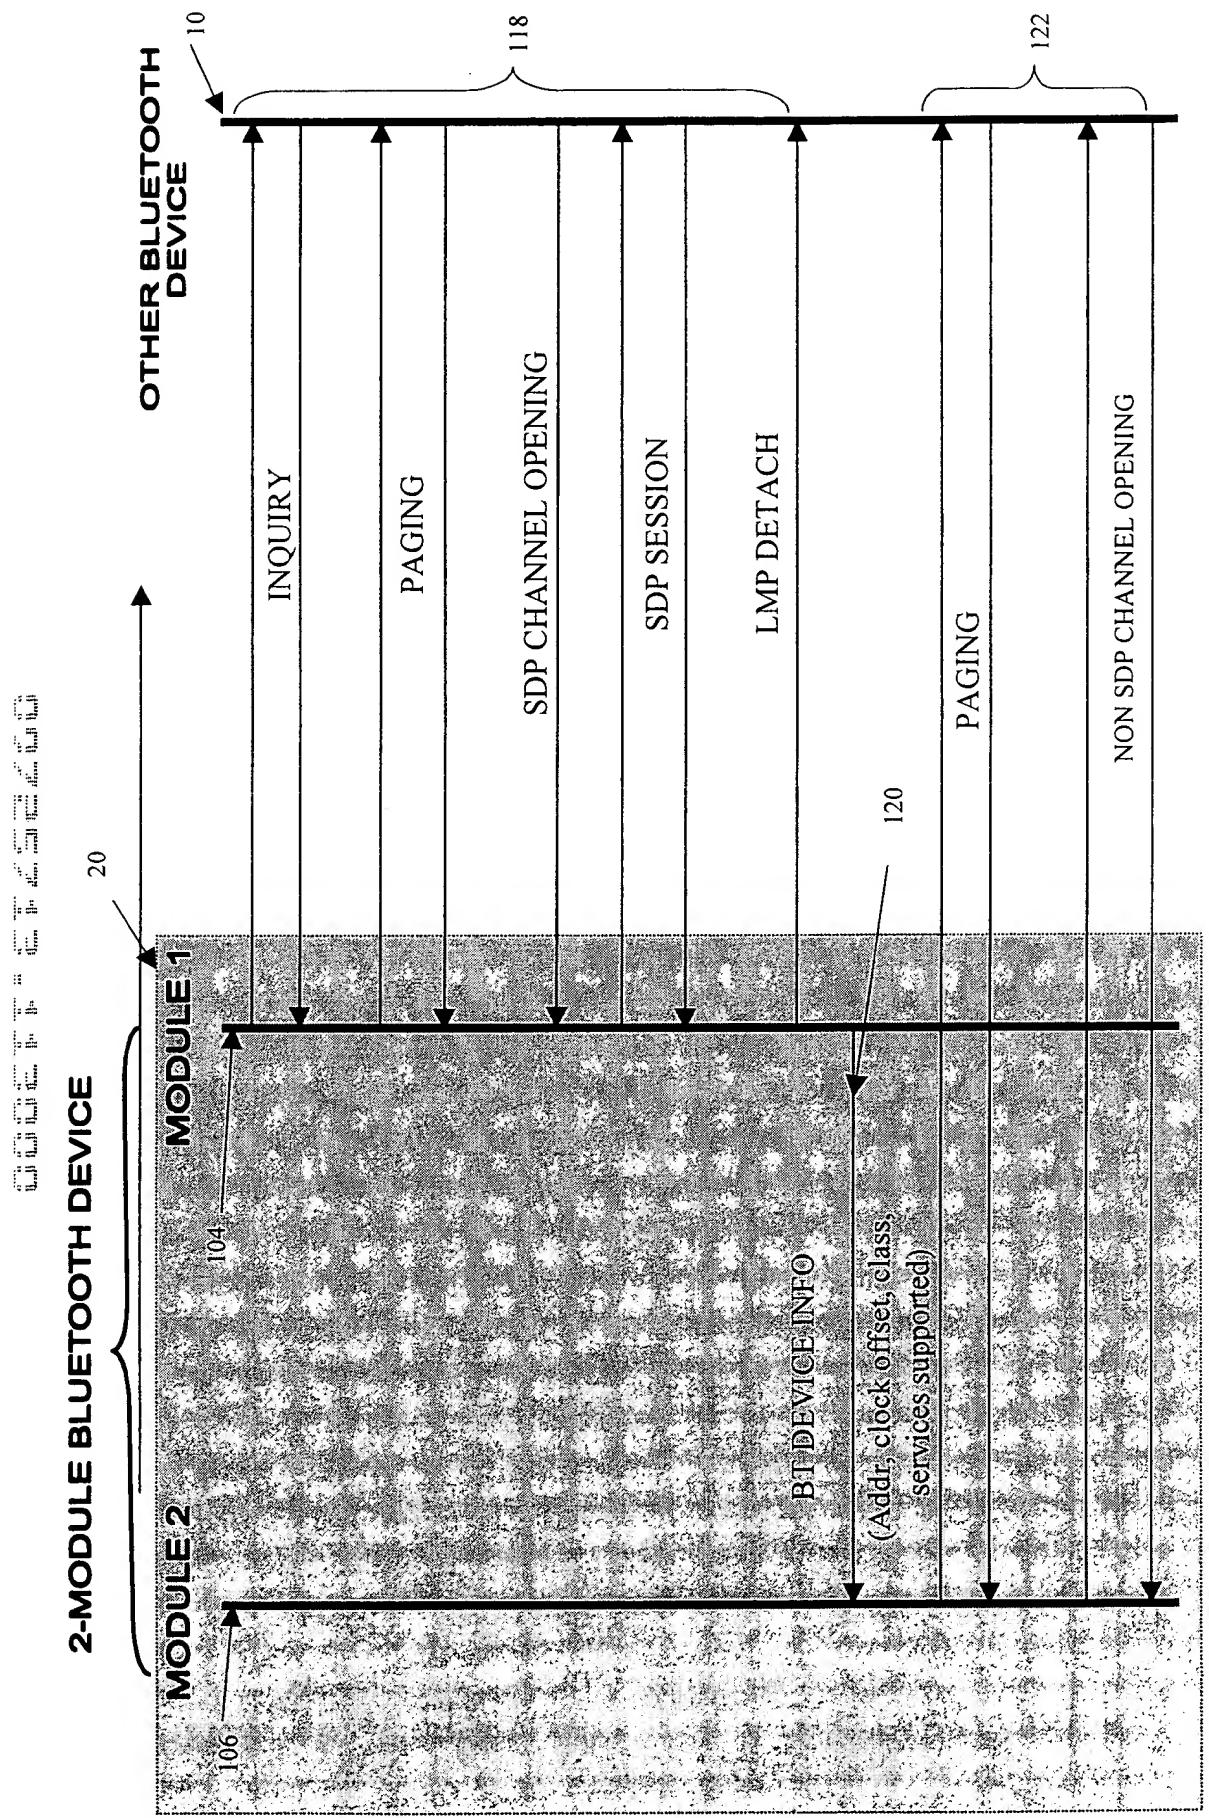 2-MODULE BLUETOOTH DEVICE
OTHER BLUETOOTH
DEVICE
20
10
MODULE 2
MODULE 1
106
104
118
INQUIRY
PAGING
SDP CHANNEL OPENING
SDP SESSION
LMP DETACH
BT DEVICE INFO
(Addr, clock offset, class,
services supported)
120
PAGING
122
NON SDP CHANNEL OPENING